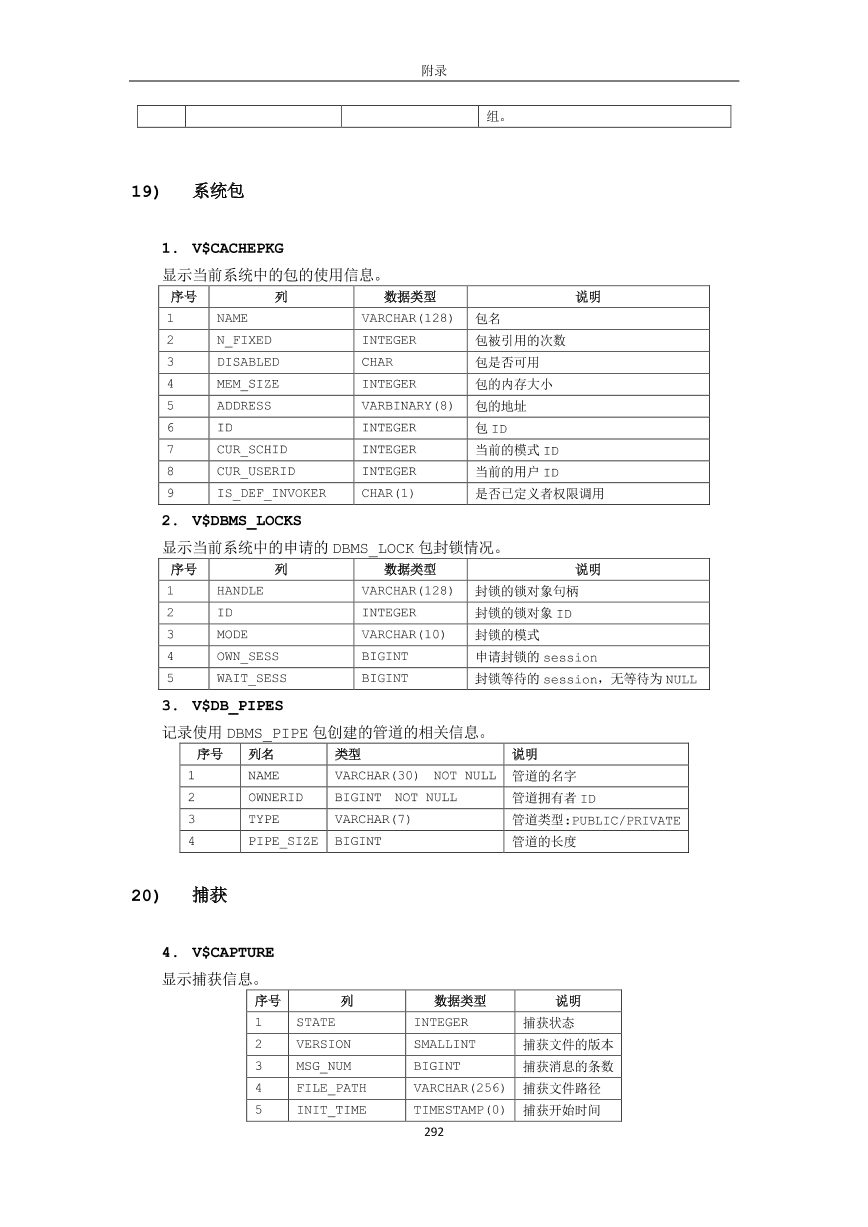 附录
组。
19) 系统包
1. V$CACHEPKG
显示当前系统中的包的使用信息。
序号 列 数据类型 说明
1 NAME VARCHAR(128) 包名
2 N_FIXED INTEGER 包被引用的次数
3 DISABLED CHAR 包是否可用
4 MEM_SIZE INTEGER 包的内存大小
5 ADDRESS VARBINARY(8) 包的地址
6 ID INTEGER 包 ID
7 CUR_SCHID INTEGER 当前的模式 ID
8 CUR_USERID INTEGER 当前的用户 ID
9 IS_DEF_INVOKER CHAR(1) 是否已定义者权限调用
2. V$DBMS_LOCKS
显示当前系统中的申请的 DBMS_LOCK 包封锁情况。
序号 列 数据类型 说明
1 HANDLE VARCHAR(128) 封锁的锁对象句柄
2 ID INTEGER 封锁的锁对象 ID
3 MODE VARCHAR(10) 封锁的模式
4 OWN_SESS BIGINT 申请封锁的 session
5 WAIT_SESS BIGINT 封锁等待的 session，无等待为 NULL
3. V$DB_PIPES
记录使用 DBMS_PIPE 包创建的管道的相关信息。
序号 列名 类型 说明
1 NAME VARCHAR(30) NOT NULL 管道的名字
2 OWNERID BIGINT NOT NULL 管道拥有者 ID
3 TYPE VARCHAR(7) 管道类型:PUBLIC/PRIVATE
4 PIPE_SIZE BIGINT 管道的长度
20) 捕获
4. V$CAPTURE
显示捕获信息。
序号 列 数据类型 说明
1 STATE INTEGER 捕获状态
2 VERSION SMALLINT 捕获文件的版本
3 MSG_NUM BIGINT 捕获消息的条数
4 FILE_PATH VARCHAR(256) 捕获文件路径
5 INIT_TIME TIMESTAMP(0) 捕获开始时间
292